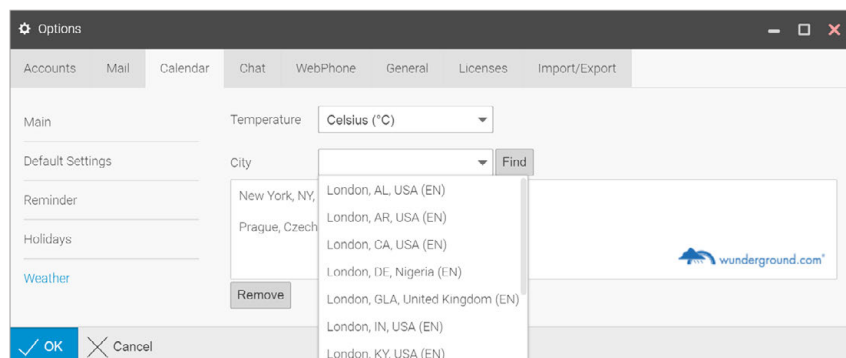 Options
Accounts Mail Calendar Chat WebPhone General Licenses Import/Export
Main
Default Settings
Reminder
Holidays
Weather
Temperature Celsius (°C)
City Find
New York, NY,
Prague, Czech
London, AL, USA (EN)
London, AR, USA (EN)
London, CA, USA (EN)
London, DE, Nigeria (EN)
London, GLA, United Kingdom (EN)
London, IN, USA (EN)
London, KY, USA (EN)
wunderground.com®
Remove
OK Cancel